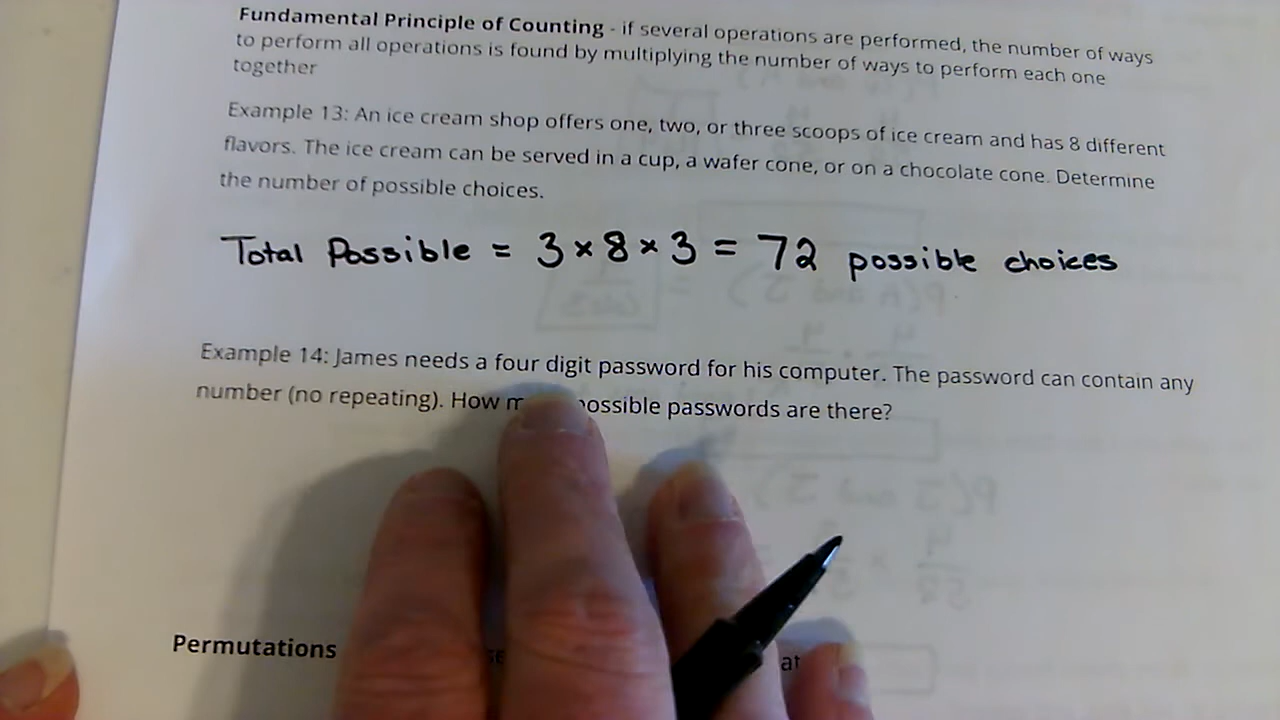 Fundamental Principle of Counting - if several operations are performed, the number of ways
to perform all operations is found by multiplying the number of ways to perform each one
together
Example 13: An ice cream shop offers one, two, or three scoops of ice cream and has 8 different
flavors. The ice cream can be served in a cup, a wafer cone, or on a chocolate cone. Determine
the number of possible choices.
Total Possible = 3 × 8 × 3 = 72 possible choices
Example 14: James needs a four digit password for his computer. The password can contain any
number (no repeating). How possible passwords are there?
Permutations